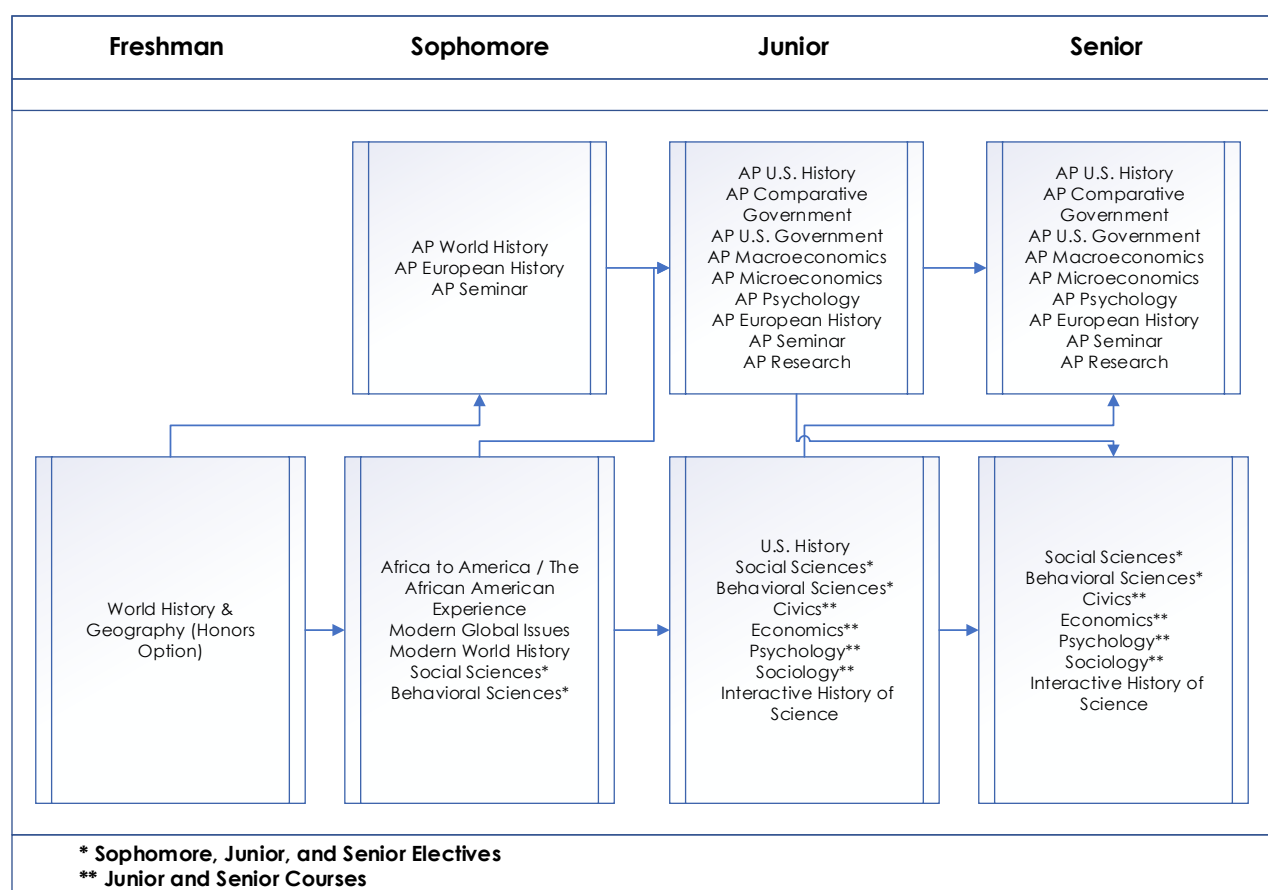 Freshman
Sophomore
Junior
Senior
AP World History
AP European History
AP Seminar
AP U.S. History
AP Comparative
Government
AP U.S. Government
AP Macroeconomics
AP Microeconomics
AP Psychology
AP European History
AP Seminar
AP Research
AP U.S. History
AP Comparative
Government
AP U.S. Government
AP Macroeconomics
AP Microeconomics
AP Psychology
AP European History
AP Seminar
AP Research
World History &
Geography (Honors
Option)
Africa to America / The
African American
Experience
Modern Global Issues
Modern World History
Social Sciences*
Behavioral Sciences*
U.S. History
Social Sciences*
Behavioral Sciences*
Civics**
Economics**
Psychology**
Sociology**
Interactive History of
Science
Social Sciences*
Behavioral Sciences*
Civics**
Economics**
Psychology**
Sociology**
Interactive History of
Science
* Sophomore, Junior, and Senior Electives
** Junior and Senior Courses